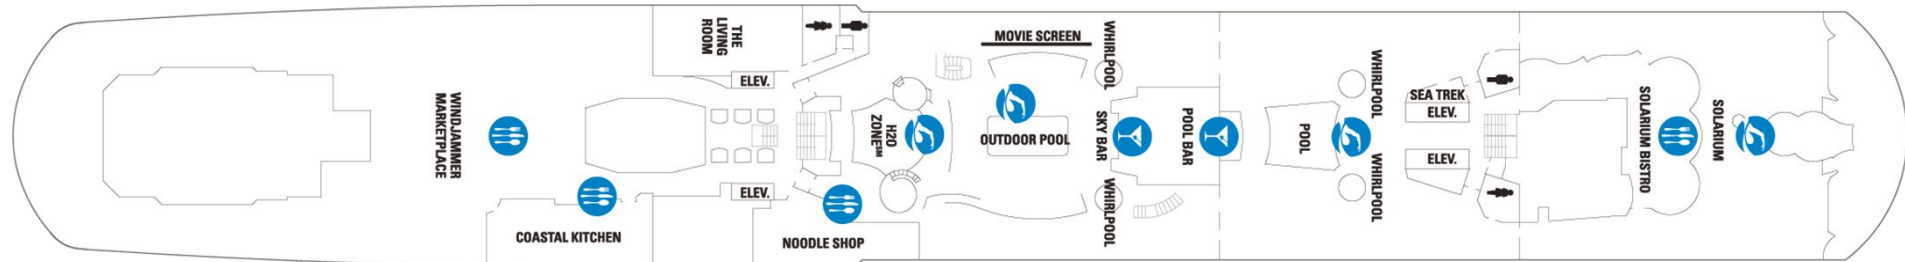 WINDJAMMER
MARKETPLACE
COASTAL KITCHEN
THE
LIVING
ROOM
ELEV.
ELEV.
NOODLE SHOP
H2O
ZONE℠
MOVIE SCREEN
OUTDOOR POOL
WHIRLPOOL
SKY BAR
WHIRLPOOL
POOL BAR
POOL
WHIRLPOOL
WHIRLPOOL
SEA TREK
ELEV.
ELEV.
SOLARIUM BISTRO
SOLARIUM